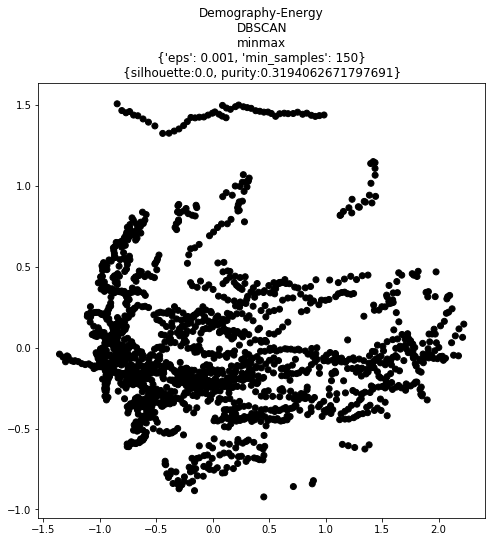 Demography-Energy
DBSCAN
minmax
{'eps': 0.001, 'min_samples': 150}
{silhouette:0.0, purity:0.3194062671797691}
1.5
1.0
0.5
0.0
−0.5
−1.0
−1.5 −1.0 −0.5 0.0 0.5 1.0 1.5 2.0